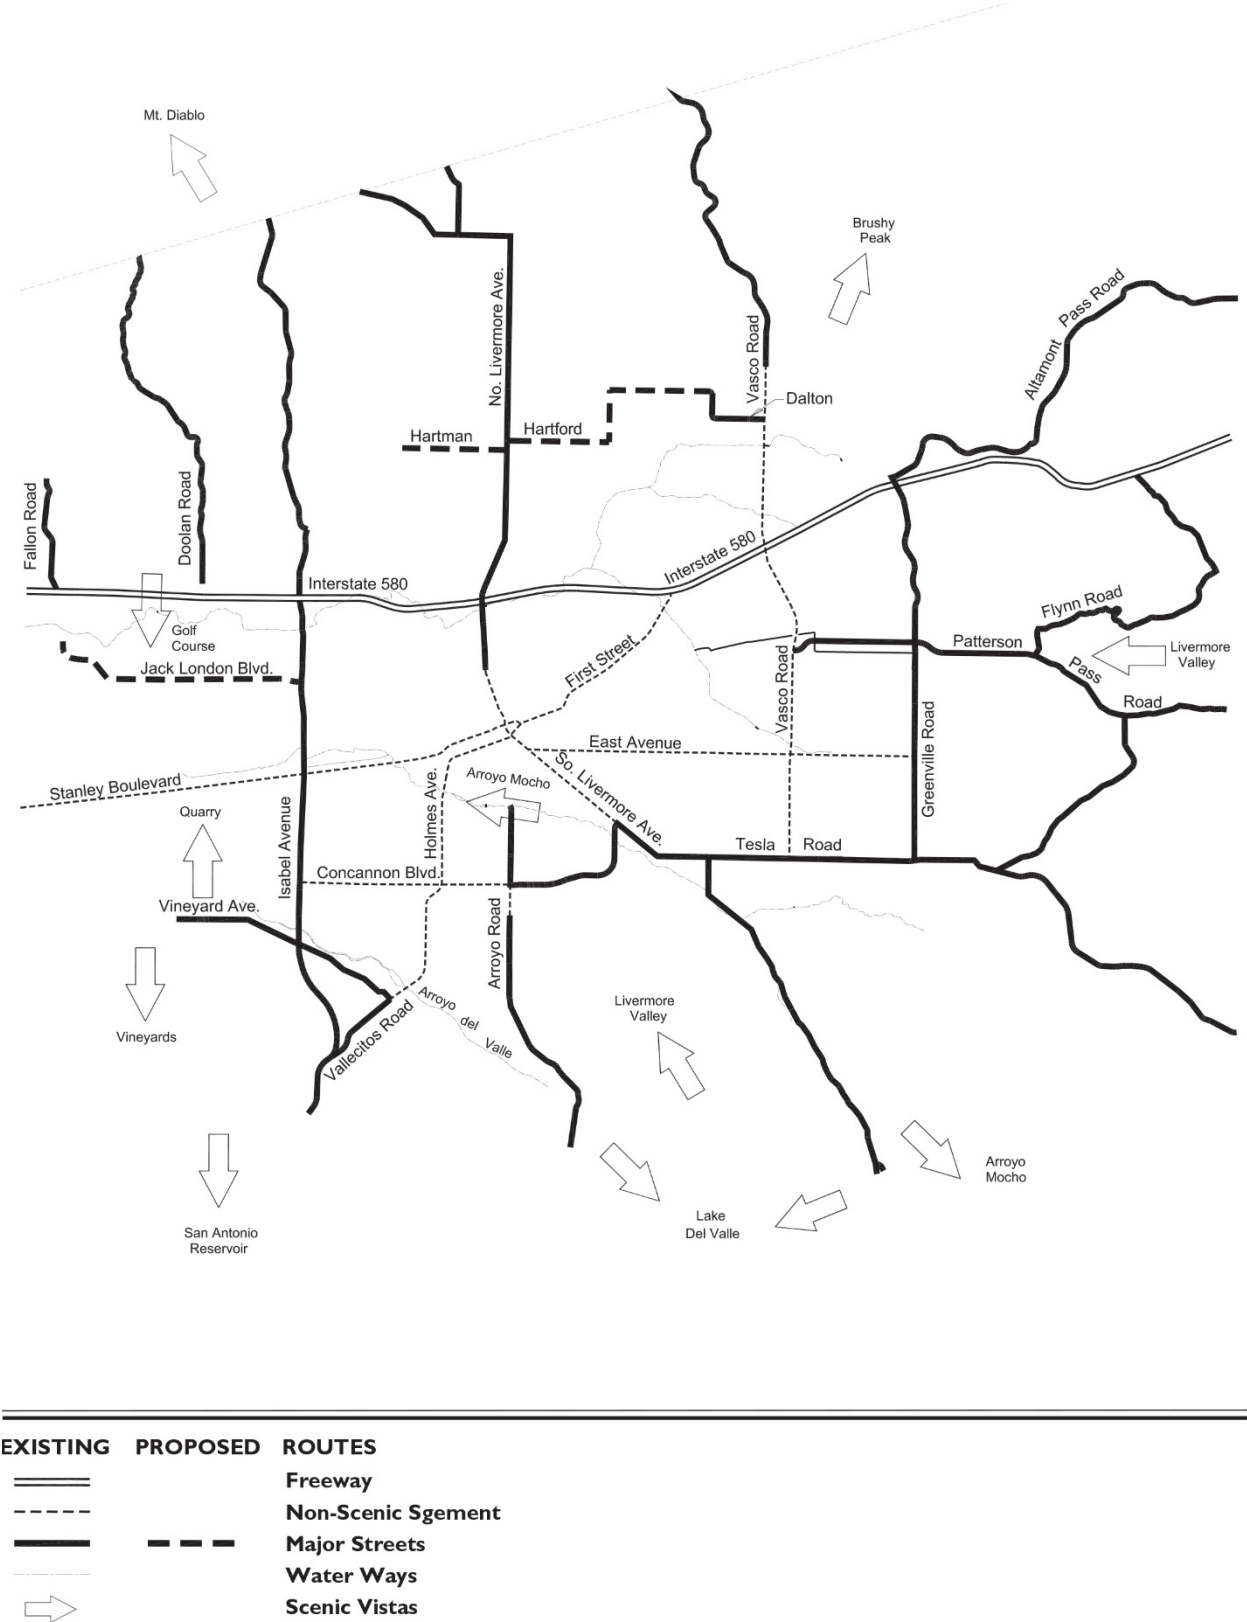 Mt. Diablo
Brushy
Peak
No. Livermore Ave.
Vasco Road
Altamont
Pass Road
Dalton
Hartman
Hartford
Fallon Road
Doolan Road
Interstate 580
Interstate 580
Golf
Course
Jack London Blvd.
First Street
Flynn Road
Patterson
Pass
Road
Livermore
Valley
Vasco Road
Greenville Road
East Avenue
So. Livermore Ave.
Stanley Boulevard
Quarry
Isabel Avenue
Holmes Ave.
Arroyo Mocho
Tesla
Road
Concannon Blvd.
Vineyard Ave.
Arroyo Road
Vineyards
Vallecitos Road
Arroyo
del
Valle
Livermore
Valley
Arroyo
Mocho
Lake
Del Valle
San Antonio
Reservoir
EXISTING PROPOSED ROUTES
Freeway
Non-Scenic Sgement
Major Streets
Water Ways
Scenic Vistas